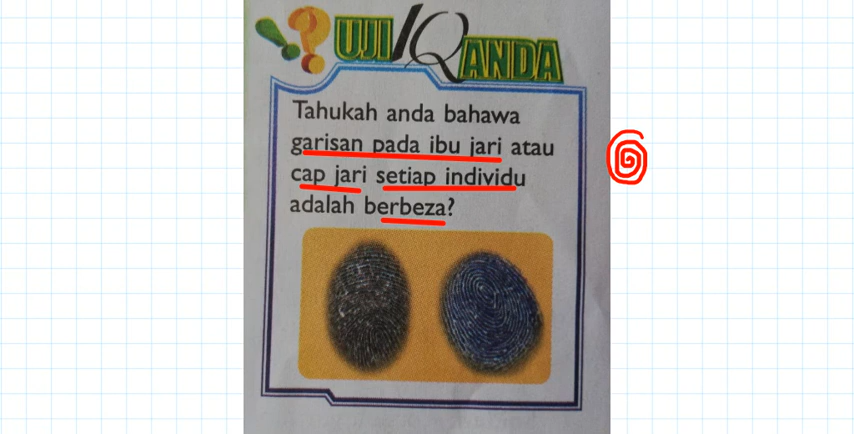 UJI IQ ANDA
Tahukah anda bahawa
garisan pada ibu jari atau
cap jari setiap individu
adalah berbeza?